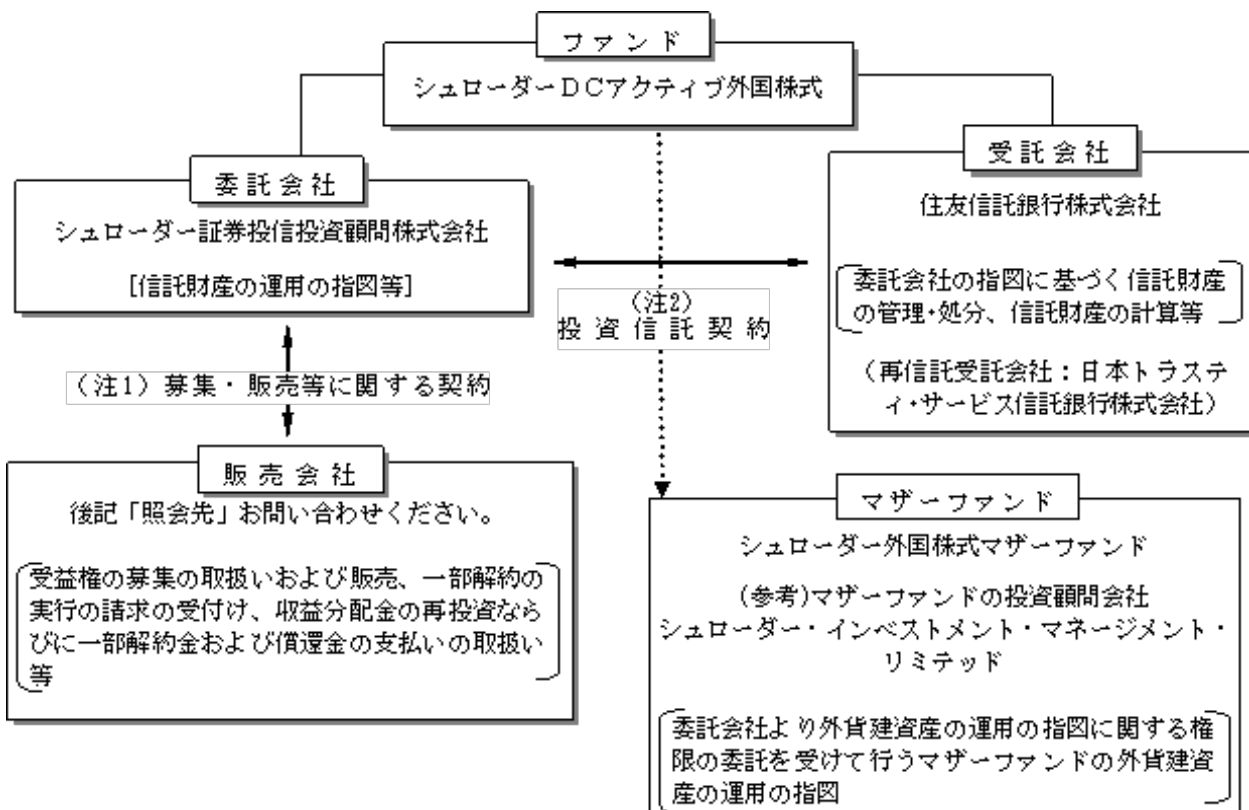 ファンド
シュローダーDCアクティブ外国株式
委託会社
シュローダー証券投信投資顧問株式会社
[信託財産の運用の指図等]
受託会社
住友信託銀行株式会社
委託会社の指図に基づく信託財産
の管理・処分、信託財産の計算等
(再信託受託会社:日本トラステ
ィ・サービス信託銀行株式会社)
(注2)
投資信託契約
(注1)募集・販売等に関する契約
販売会社
後記「照会先」お問い合わせください。
受益権の募集の取扱いおよび販売、一部解約の
実行の請求の受付け、収益分配金の再投資なら
びに一部解約金および償還金の支払いの取扱い
等
マザーファンド
シュローダー外国株式マザーファンド
(参考)マザーファンドの投資顧問会社
シュローダー・インベストメント・マネージメント・
リミテッド
委託会社より外貨建資産の運用の指図に関する権
限の委託を受けて行うマザーファンドの外貨建資
産の運用の指図